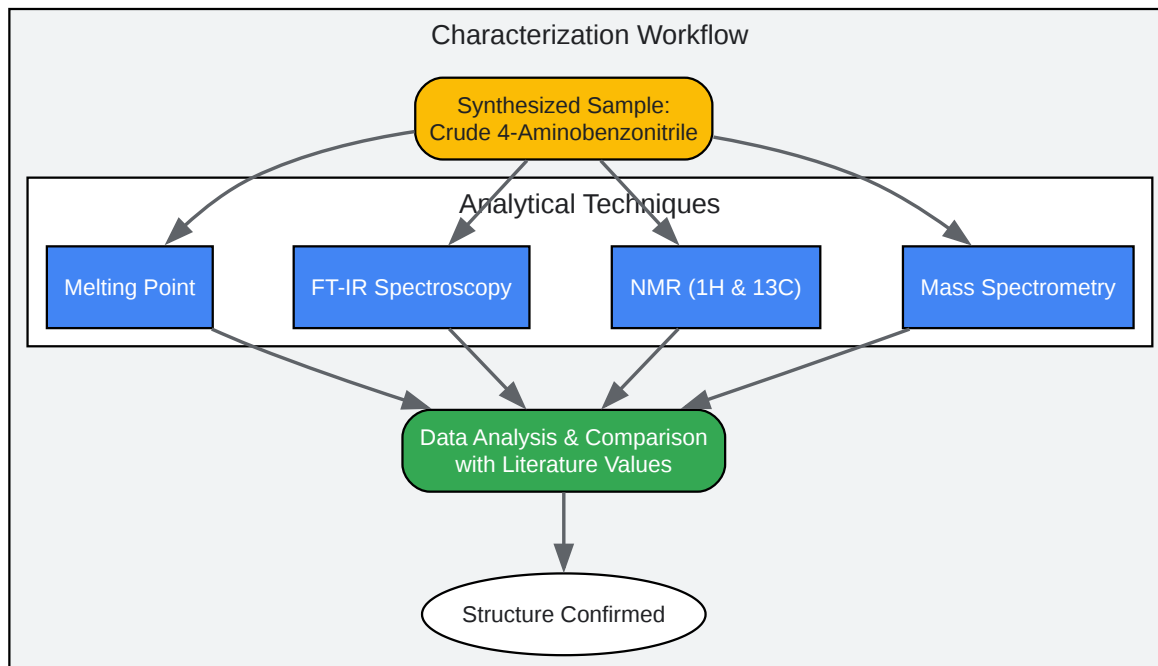 Characterization Workflow
Synthesized Sample:
Crude 4-Aminobenzonitrile
Analytical Techniques
Melting Point
FT-IR Spectroscopy
NMR (1H & 13C)
Mass Spectrometry
Data Analysis & Comparison
with Literature Values
Structure Confirmed